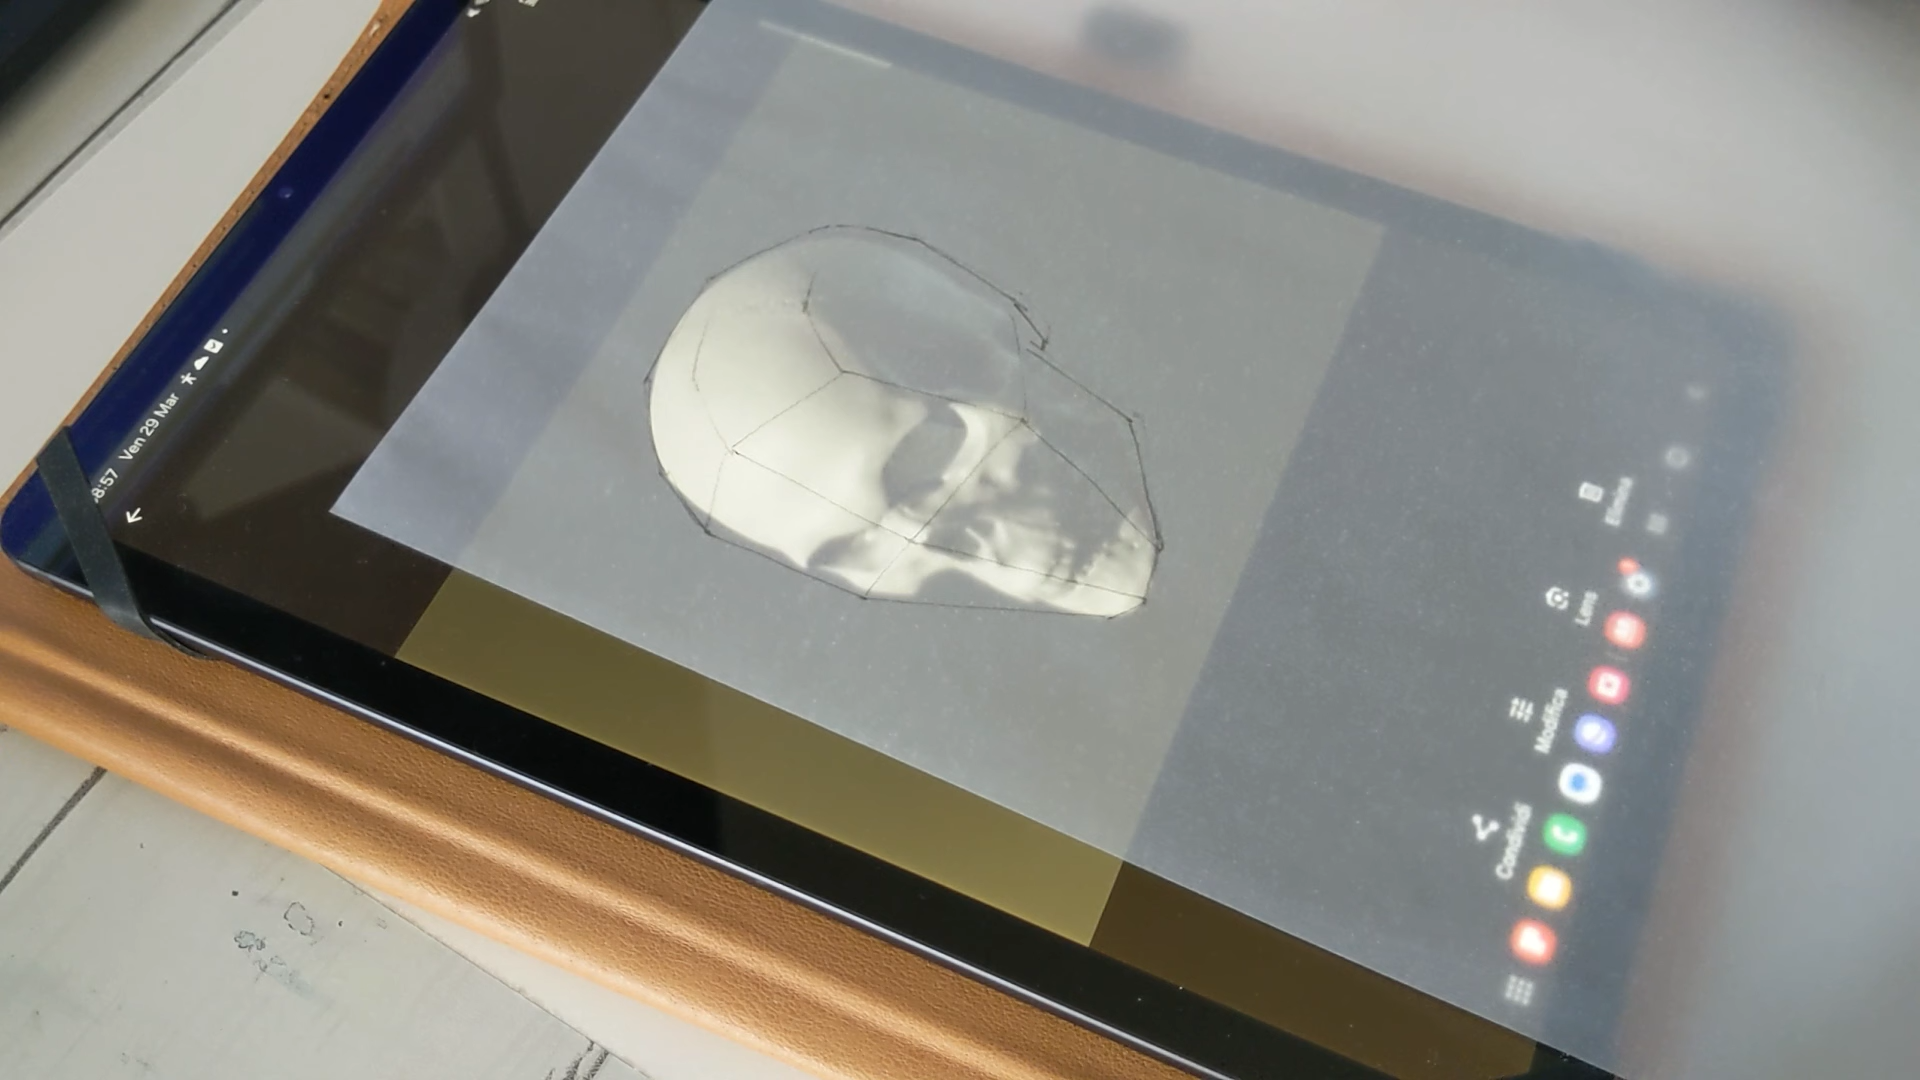 8:57 Ven 29 Mar
Condividi
Modifica
Lens
Elimina